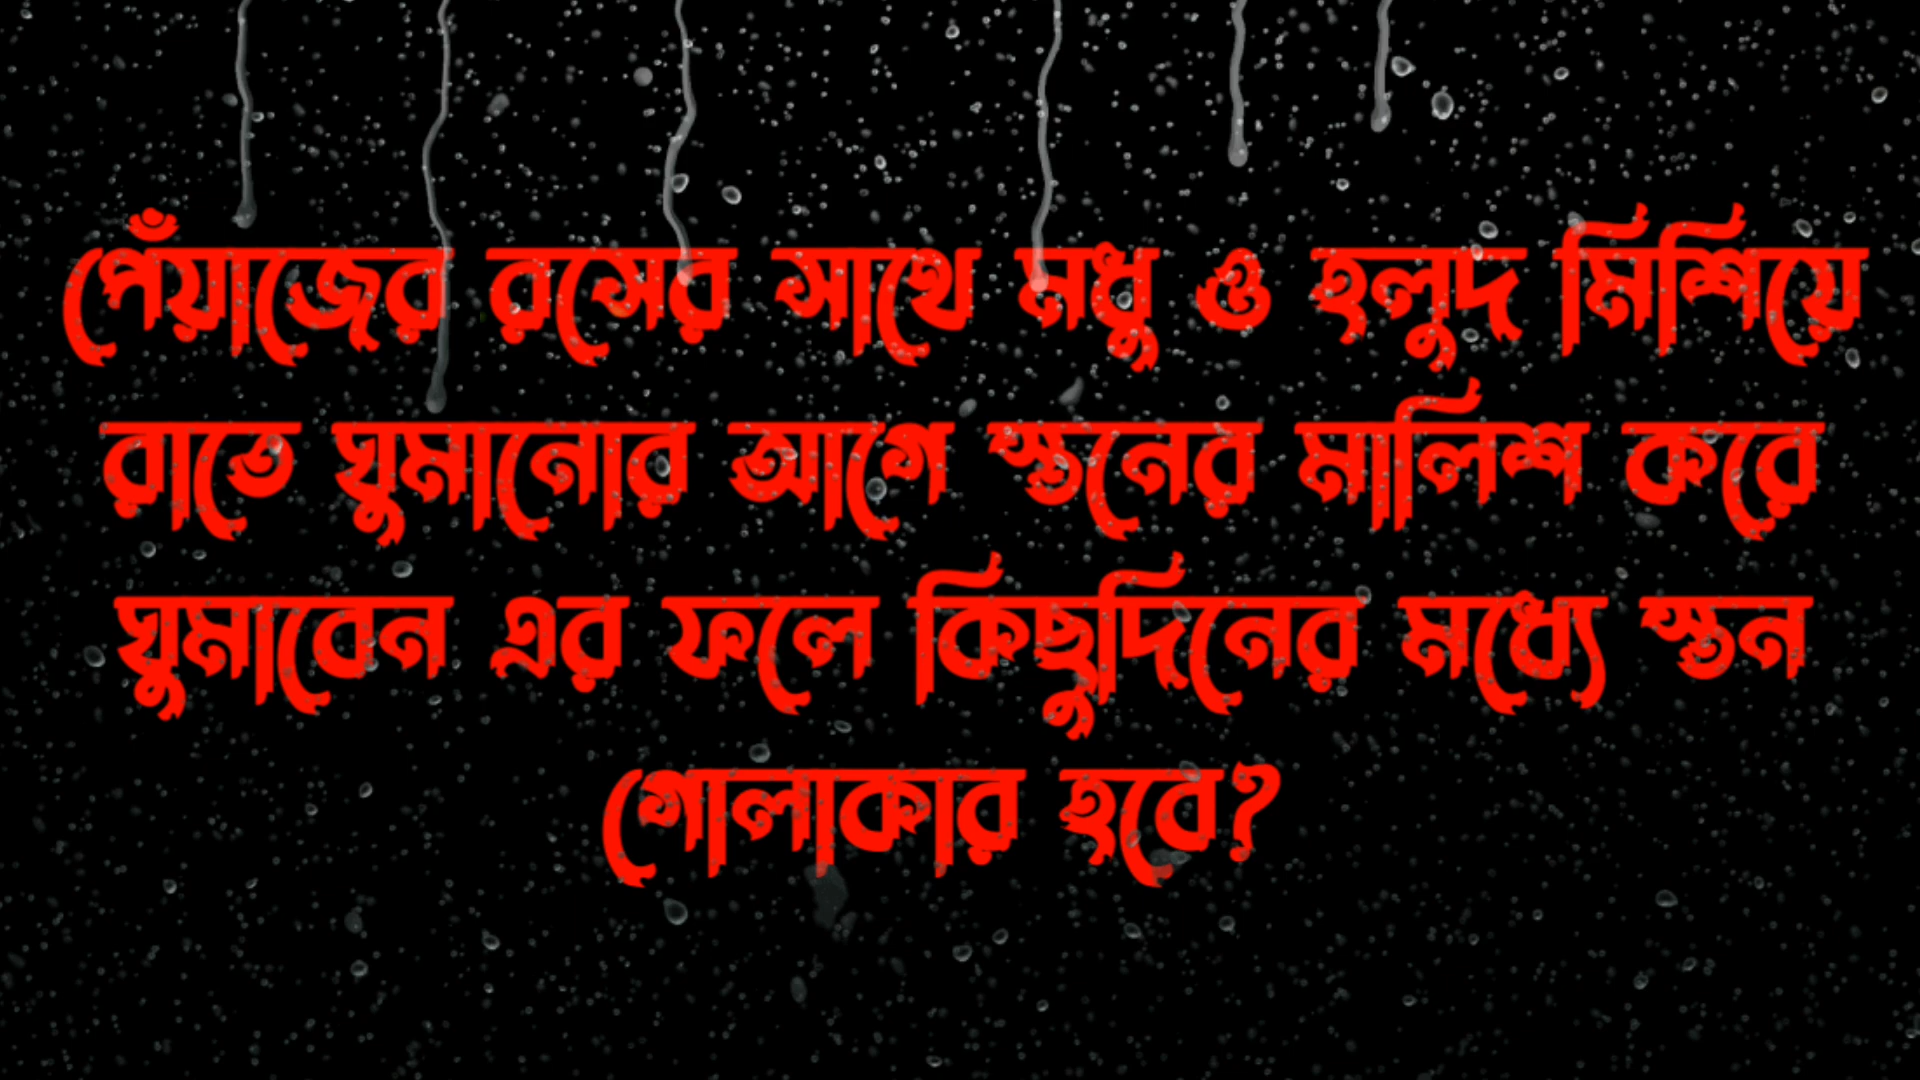 পেঁয়াজের রসের সাথে মধু ও হলুদ মিশিয়ে
রাতে ঘুমানোর আগে স্তনের মালিশ করে
ঘুমাবেন এর ফলে কিছুদিনের মধ্যে স্তন
গোলাকার হবে?